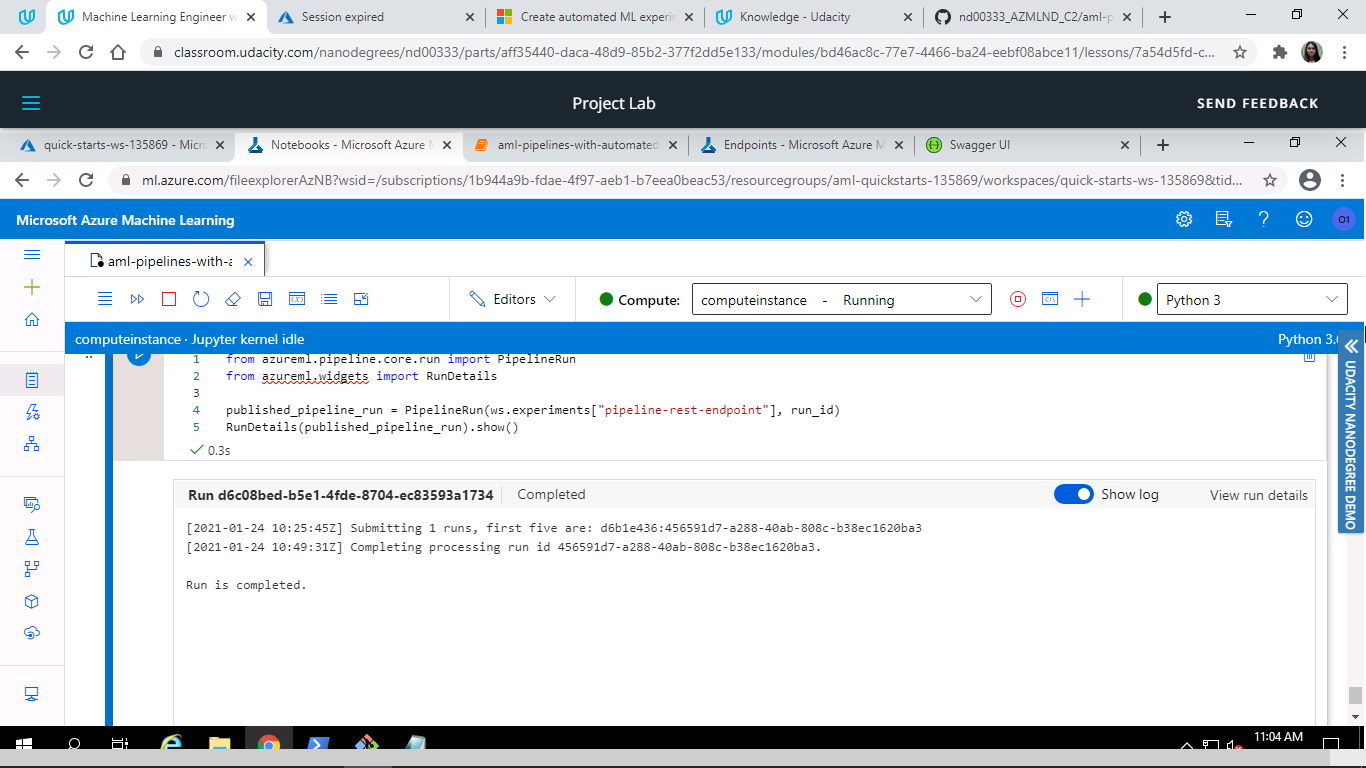 Machine Learning Engineer w
Session expired
Create automated ML experi
Knowledge - Udacity
nd00333_AZMLND_C2/aml-p
classroom.udacity.com/nanodegrees/nd00333/parts/aff35440-daca-48d9-85b2-377f2dd5e133/modules/bd46ac8c-77e7-4466-ba24-eebf08abce11/lessons/7a54d5fd-c...
Project Lab
SEND FEEDBACK
quick-starts-ws-135869 - Micr
Notebooks - Microsoft Azure M
aml-pipelines-with-automated
Endpoints - Microsoft Azure M
Swagger UI
ml.azure.com/fileexplorerAzNB?wsid=/subscriptions/1b944a9b-fdae-4f97-aeb1-b7eea0beac53/resourcegroups/aml-quickstarts-135869/workspaces/quick-starts-ws-135869&tid...
Microsoft Azure Machine Learning
O1
aml-pipelines-with-a
Editors
Compute:
computeinstance - Running
Python 3
computeinstance · Jupyter kernel idle
Python 3.
UDACITY NANODEGREE DEMO
1 from azureml.pipeline.core.run import PipelineRun
2 from azureml.widgets import RunDetails
3
4 published_pipeline_run = PipelineRun(ws.experiments["pipeline-rest-endpoint"], run_id)
5 RunDetails(published_pipeline_run).show()
0.3s
Run d6c08bed-b5e1-4fde-8704-ec83593a1734
Completed
Show log
View run details
[2021-01-24 10:25:45Z] Submitting 1 runs, first five are: d6b1e436:456591d7-a288-40ab-808c-b38ec1620ba3
[2021-01-24 10:49:31Z] Completing processing run id 456591d7-a288-40ab-808c-b38ec1620ba3.
Run is completed.
11:04 AM